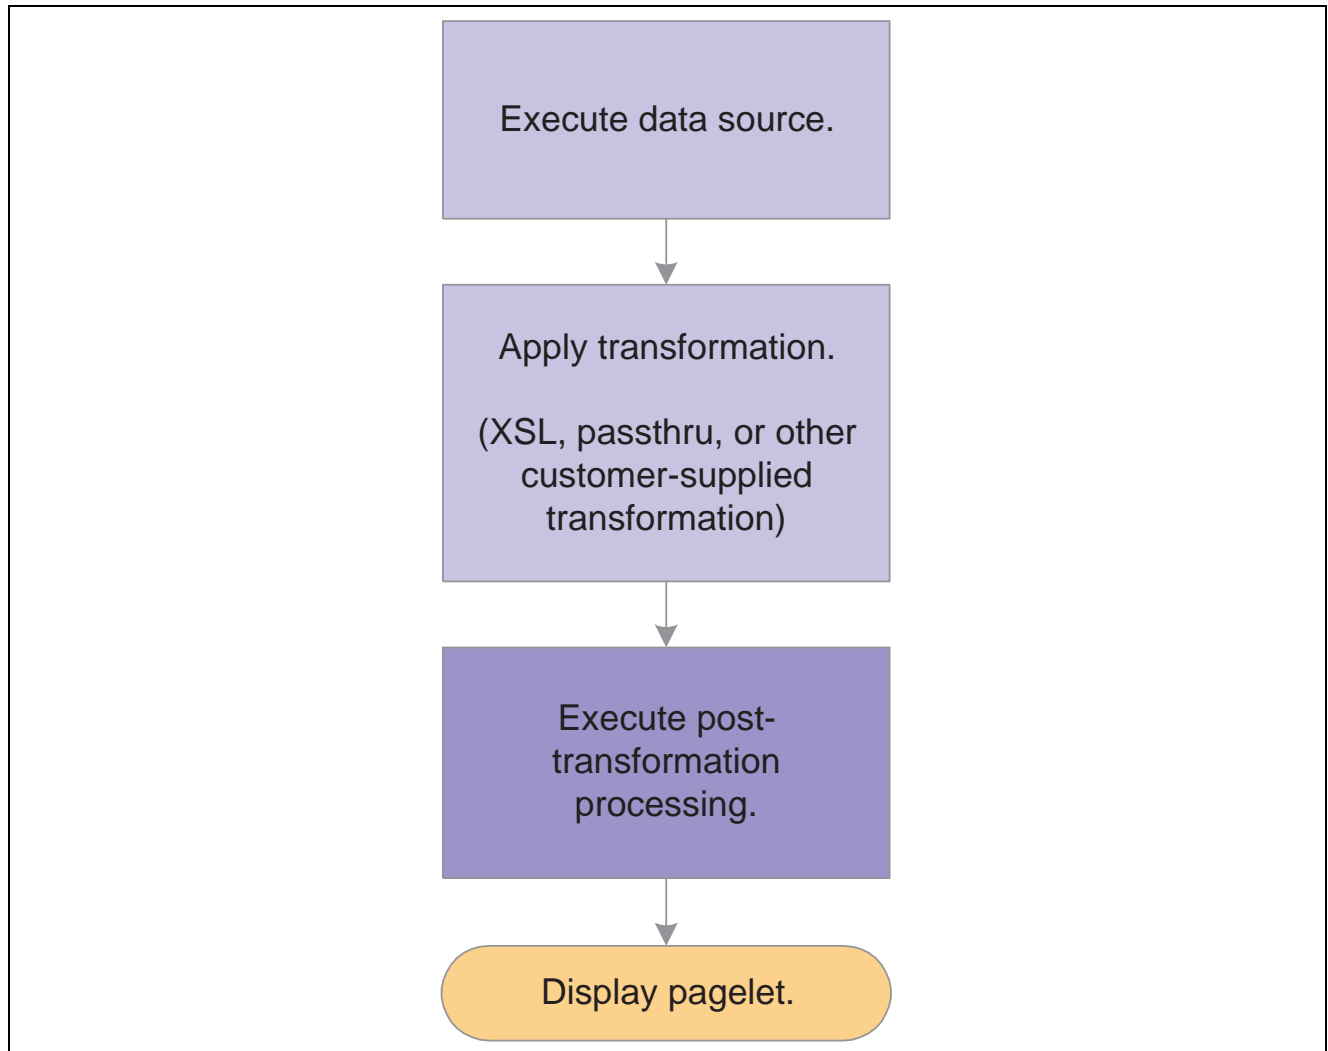 Execute data source.
Apply transformation.
(XSL, passthru, or other
customer-supplied
transformation)
Execute post-
transformation
processing.
Display pagelet.